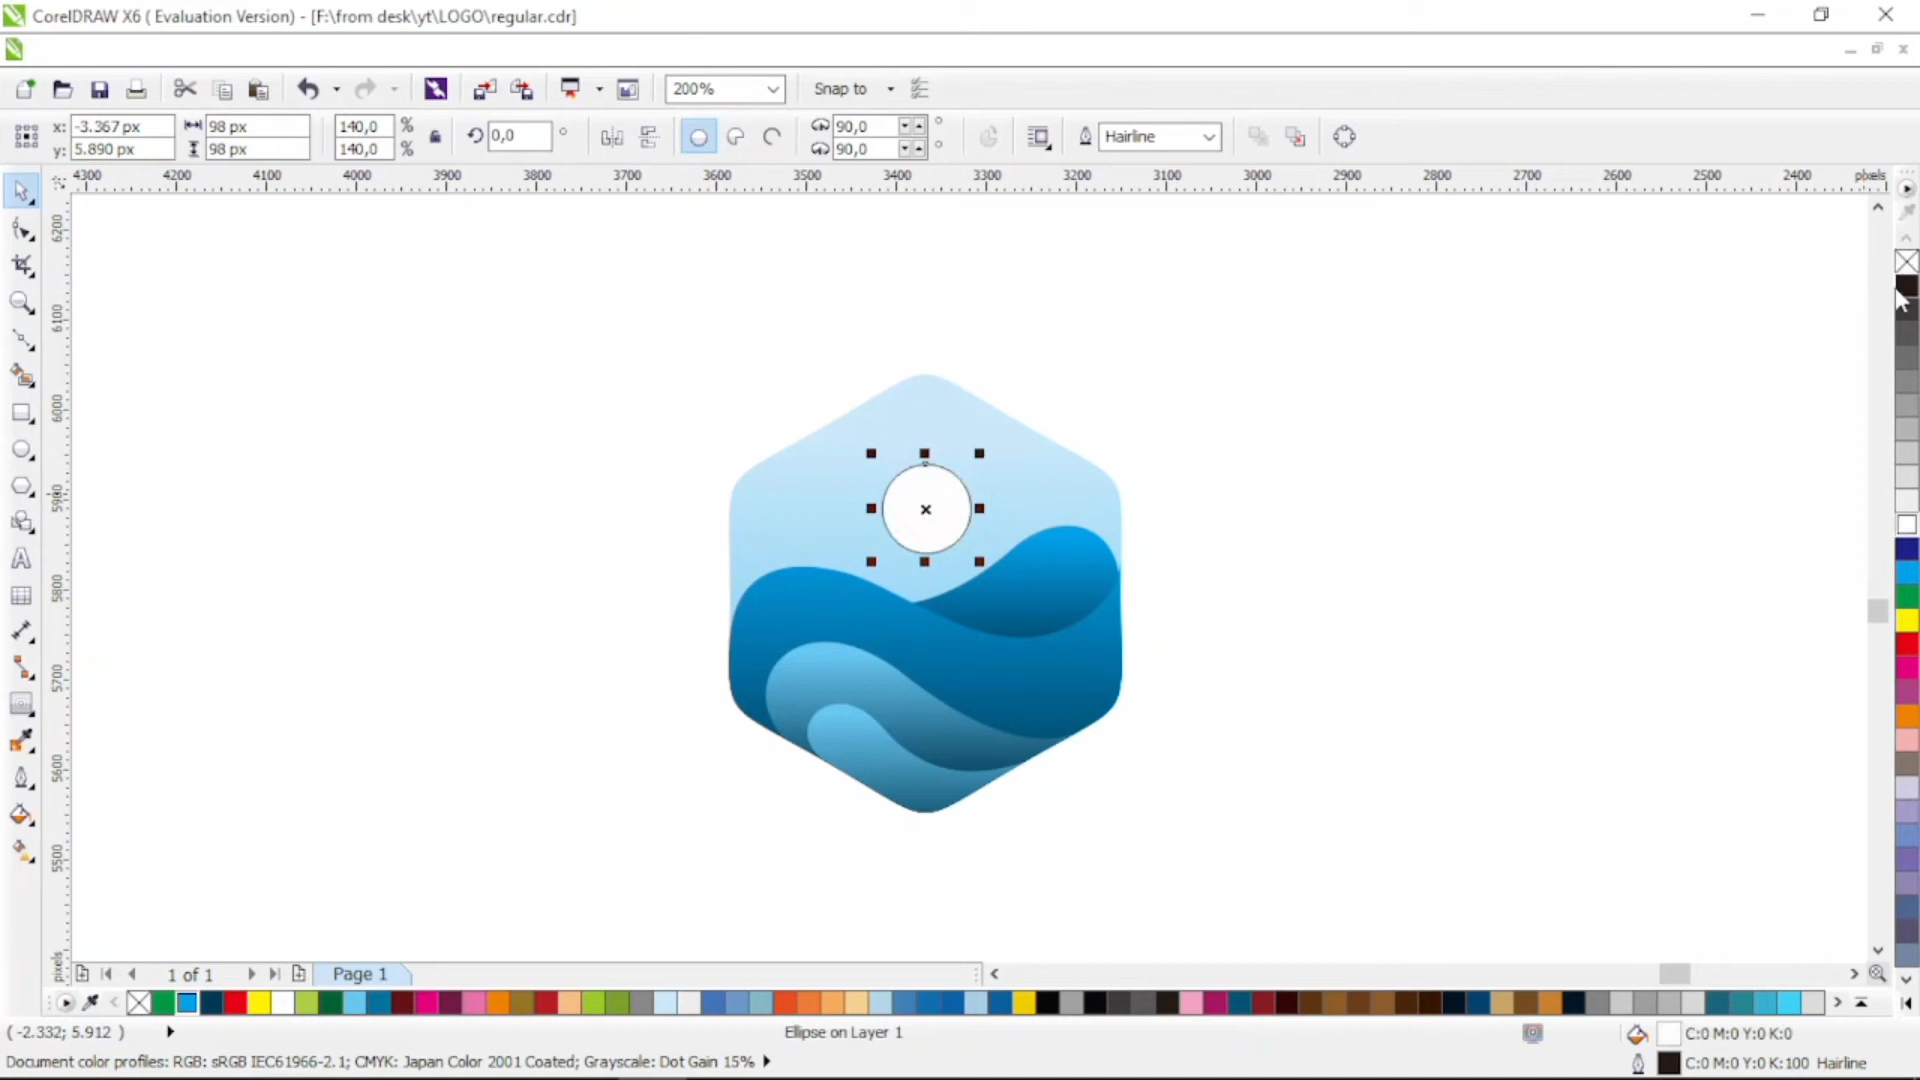 CorelDRAW X6 ( Evaluation Version) - [F:\from desk\yt\LOGO\regular.cdr]
200%
Snap to
x: -3.367 px
98 px
140,0 %
0,0 °
90,0 °
Hairline
y: 5.890 px
98 px
140,0 %
90,0 °
4300 4200 4100 4000 3900 3800 3700 3600 3500 3400 3300 3200 3100 3000 2900 2800 2700 2600 2500 2400 pixels
6200
6100
6000
5900
5800
5700
5600
5500
pixels
1 of 1
Page 1
( -2.332; 5.912 )
Ellipse on Layer 1
C:0 M:0 Y:0 K:0
Document color profiles: RGB: sRGB IEC61966-2.1; CMYK: Japan Color 2001 Coated; Grayscale: Dot Gain 15%
C:0 M:0 Y:0 K:100 Hairline